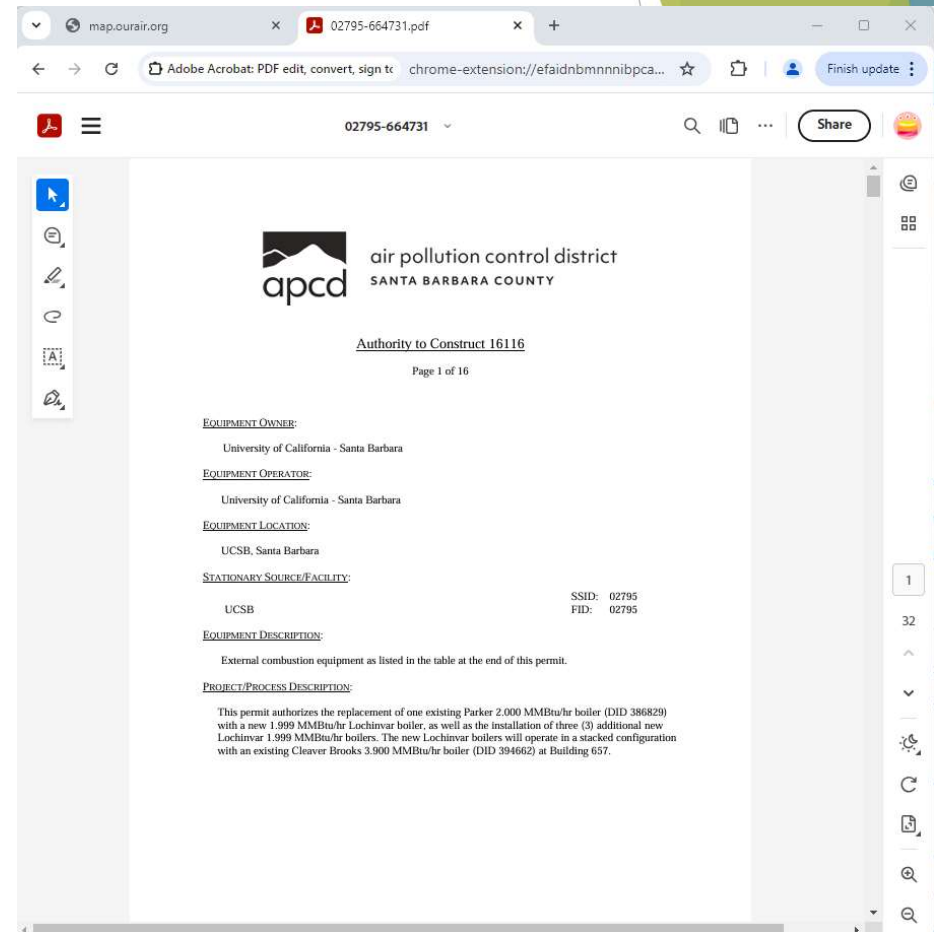 map.ourair.org
02795-664731.pdf
Adobe Acrobat: PDF edit, convert, sign tc chrome-extension://efaidnbmnnnibpca...
Finish update
02795-664731
Share
apcd
air pollution control district
SANTA BARBARA COUNTY
Authority to Construct 16116
Page 1 of 16
EQUIPMENT OWNER:
University of California - Santa Barbara
EQUIPMENT OPERATOR:
University of California - Santa Barbara
EQUIPMENT LOCATION:
UCSB, Santa Barbara
STATIONARY SOURCE/FACILITY:
SSID: 02795
UCSB FID: 02795
EQUIPMENT DESCRIPTION:
External combustion equipment as listed in the table at the end of this permit.
PROJECT/PROCESS DESCRIPTION:
This permit authorizes the replacement of one existing Parker 2.000 MMBtu/hr boiler (DID 386829)
with a new 1.999 MMBtu/hr Lochinvar boiler, as well as the installation of three (3) additional new
Lochinvar 1.999 MMBtu/hr boilers. The new Lochinvar boilers will operate in a stacked configuration
with an existing Cleaver Brooks 3.900 MMBtu/hr boiler (DID 394662) at Building 657.
1
32